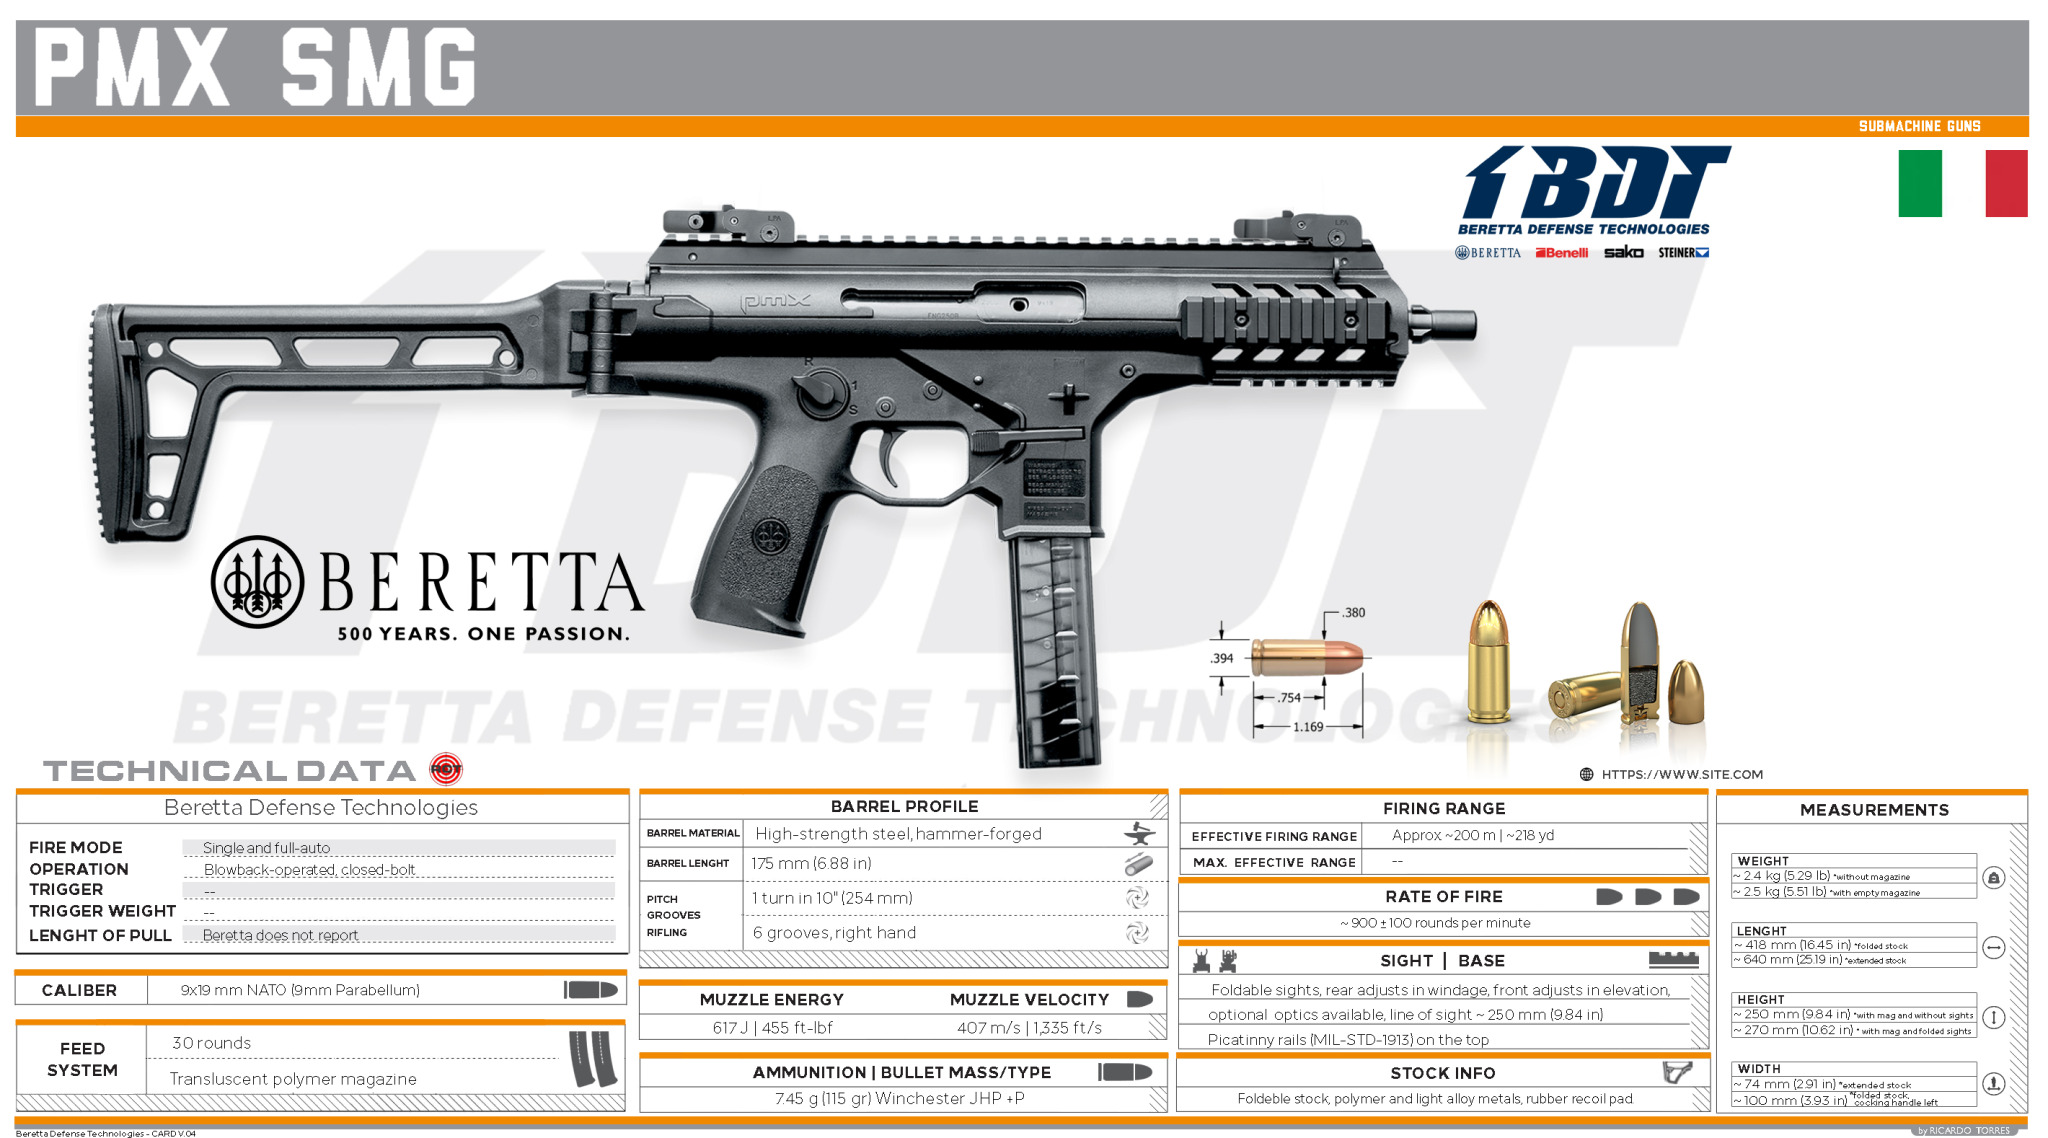 PMX SMG
SUBMACHINE GUNS
BDT
BERETTA DEFENSE TECHNOLOGIES
BERETTA Benelli sako STEINER
LPA
LPA
pmx
R
1
S
BERETTA
500 YEARS. ONE PASSION.
BDT
BERETTA DEFENSE TECHNOLOGIES
.380
.394
.754
1.169
HTTPS://WWW.SITE.COM
TECHNICAL DATA
Beretta Defense Technologies
FIRE MODE Single and full-auto
OPERATION Blowback-operated, closed-bolt
TRIGGER --
TRIGGER WEIGHT --
LENGHT OF PULL Beretta does not report
CALIBER 9x19 mm NATO (9mm Parabellum)
FEED SYSTEM
30 rounds
Transluscent polymer magazine
BARREL PROFILE
BARREL MATERIAL High-strength steel, hammer-forged
BARREL LENGHT 175 mm (6.88 in)
PITCH 1 turn in 10" (254 mm)
GROOVES
RIFLING 6 grooves, right hand
MUZZLE ENERGY MUZZLE VELOCITY
617 J | 455 ft-lbf 407 m/s | 1,335 ft/s
AMMUNITION | BULLET MASS/TYPE
7.45 g (115 gr) Winchester JHP +P
FIRING RANGE
EFFECTIVE FIRING RANGE Approx ~200 m | ~218 yd
MAX. EFFECTIVE RANGE --
RATE OF FIRE
~ 900 ± 100 rounds per minute
SIGHT | BASE
Foldable sights, rear adjusts in windage, front adjusts in elevation,
optional optics available, line of sight ~ 250 mm (9.84 in)
Picatinny rails (MIL-STD-1913) on the top
STOCK INFO
Foldeble stock, polymer and light alloy metals, rubber recoil pad
MEASUREMENTS
WEIGHT
~ 2.4 kg (5.29 lb) *without magazine
~ 2.5 kg (5.51 lb) *with empty magazine
LENGHT
~ 418 mm (16.45 in) *folded stock
~ 640 mm (25.19 in) *extended stock
HEIGHT
~ 250 mm (9.84 in) *with mag and without sights
~ 270 mm (10.62 in) * with mag and folded sights
WIDTH
~ 74 mm (2.91 in) *extended stock
~ 100 mm (3.93 in) *folded stock, cocking handle left
Beretta Defense Technologies - CARD V.04
by RICARDO TORRES